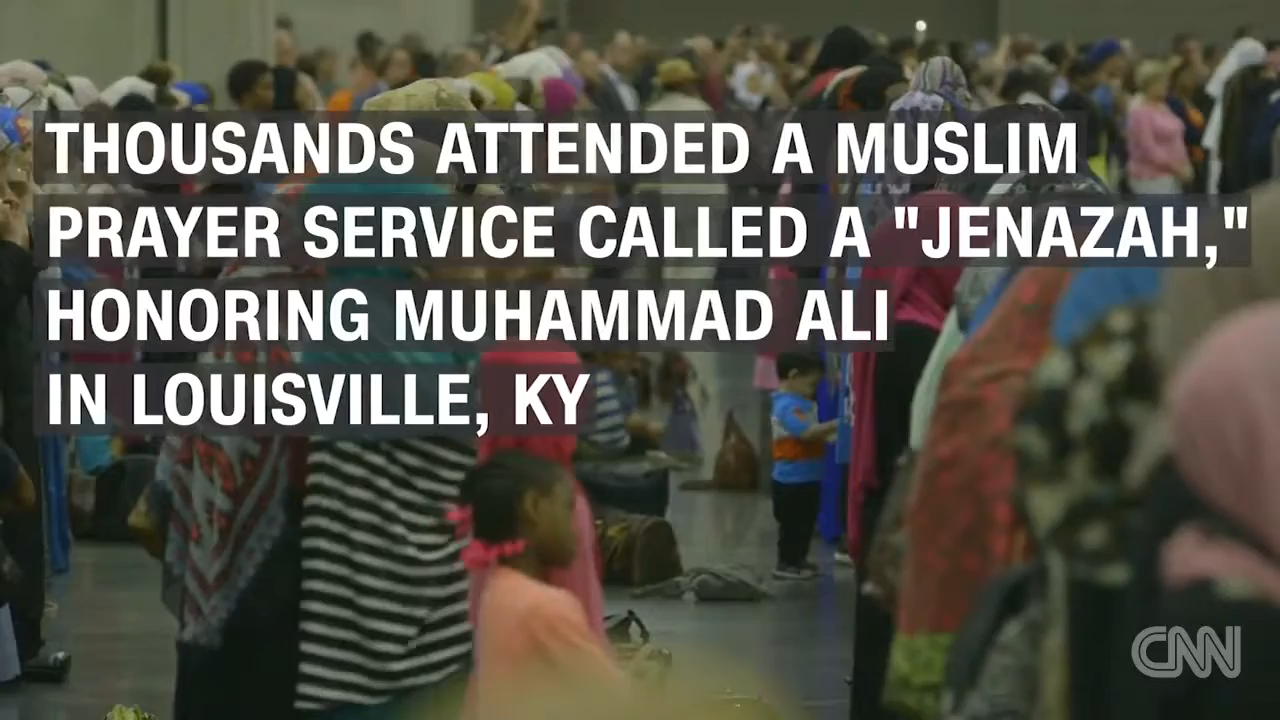 THOUSANDS ATTENDED A MUSLIM
PRAYER SERVICE CALLED A "JENAZAH,"
HONORING MUHAMMAD ALI
IN LOUISVILLE, KY
CNN